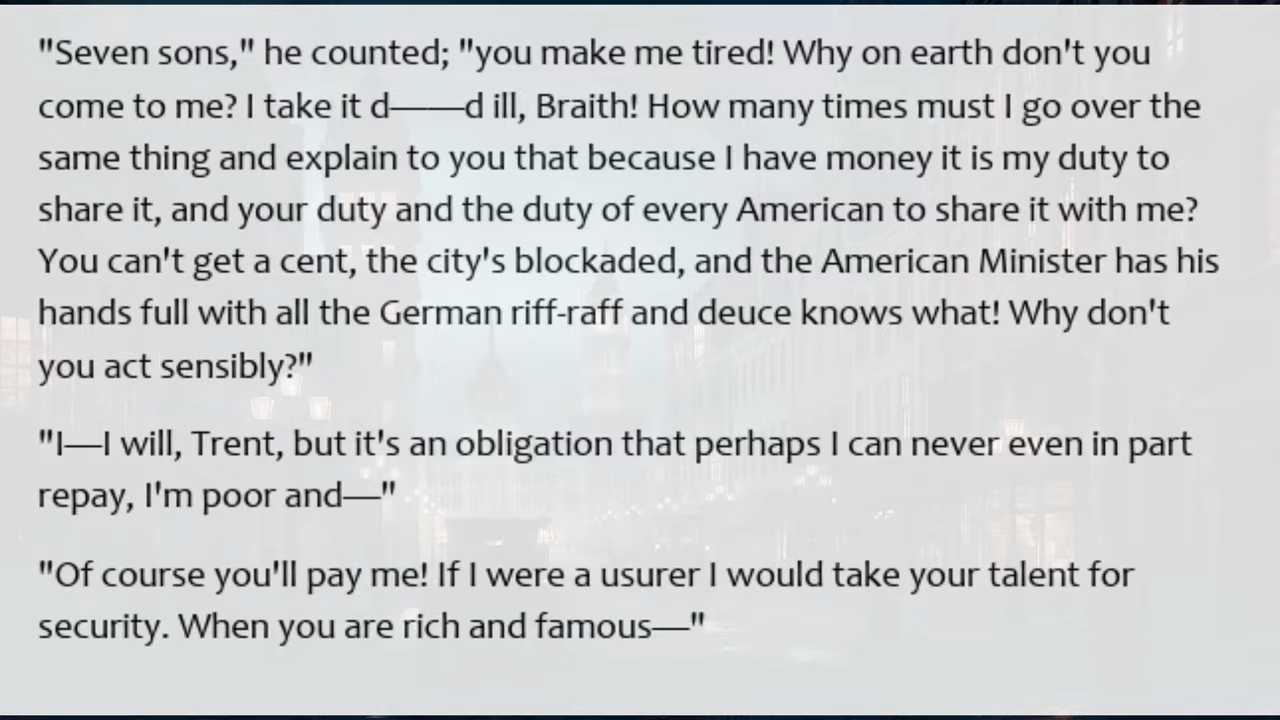 "Seven sons," he counted; "you make me tired! Why on earth don't you
come to me? I take it d——d ill, Braith! How many times must I go over the
same thing and explain to you that because I have money it is my duty to
share it, and your duty and the duty of every American to share it with me?
You can't get a cent, the city's blockaded, and the American Minister has his
hands full with all the German riff-raff and deuce knows what! Why don't
you act sensibly?"
"I—I will, Trent, but it's an obligation that perhaps I can never even in part
repay, I'm poor and—"
"Of course you'll pay me! If I were a usurer I would take your talent for
security. When you are rich and famous—"